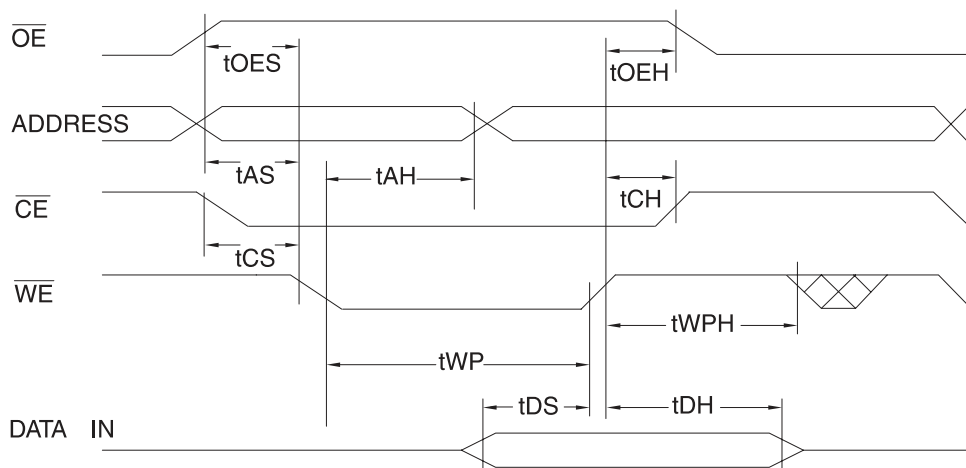 OE
tOES
tOEH
ADDRESS
tAS
tAH
tCH
CE
tCS
WE
tWPH
tWP
tDS
tDH
DATA IN